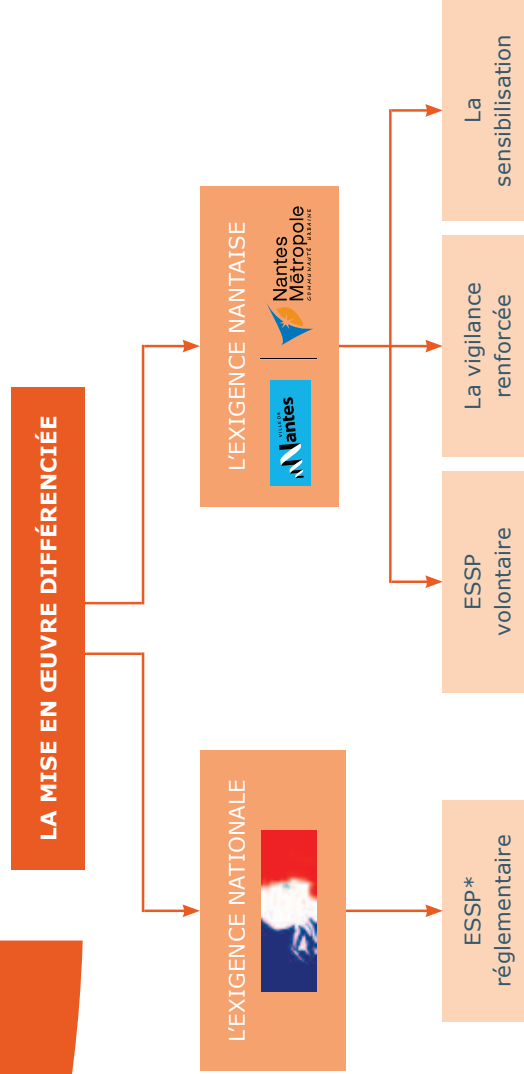 LA MISE EN ŒUVRE DIFFÉRENCIÉE
L'EXIGENCE NATIONALE
L'EXIGENCE NANTAISE
VILLE DE
Nantes
Nantes
Métropole
COMMUNAUTÉ URBAINE
ESSP*
réglementaire
ESSP
volontaire
La vigilance
renforcée
La
sensibilisation